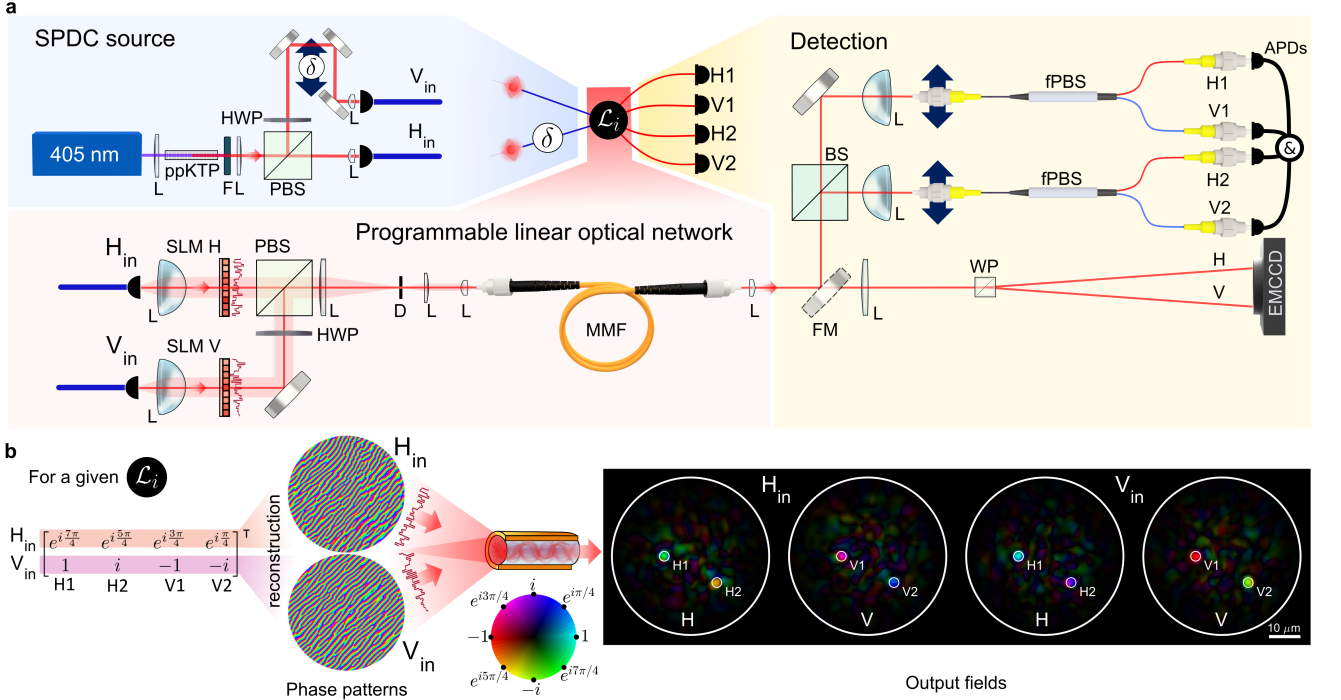 a
SPDC source
δ
V_in
HWP
L
H_in
405 nm
L
ppKTP
F L
PBS
L
δ
ℒ_i
H1
V1
H2
V2
Detection
APDs
fPBS
H1
L
V1
&
BS
fPBS
H2
L
V2
Programmable linear optical network
H_in
SLM H
PBS
L
L
D
L
L
HWP
V_in
SLM V
L
MMF
L
FM
L
WP
H
V
EMCCD
b
For a given ℒ_i
H_in [e^{i7π/4} e^{i5π/4} e^{i3π/4} e^{iπ/4}]ᵀ
V_in [1 i −1 −i]
H1 H2 V1 V2
reconstruction
H_in
V_in
Phase patterns
i
e^{i3π/4} e^{iπ/4}
−1 1
e^{i5π/4} e^{i7π/4}
−i
H_in V_in
H1 V1 H1 V1
H2 V2 H2 V2
H V H V
10 μm
Output fields